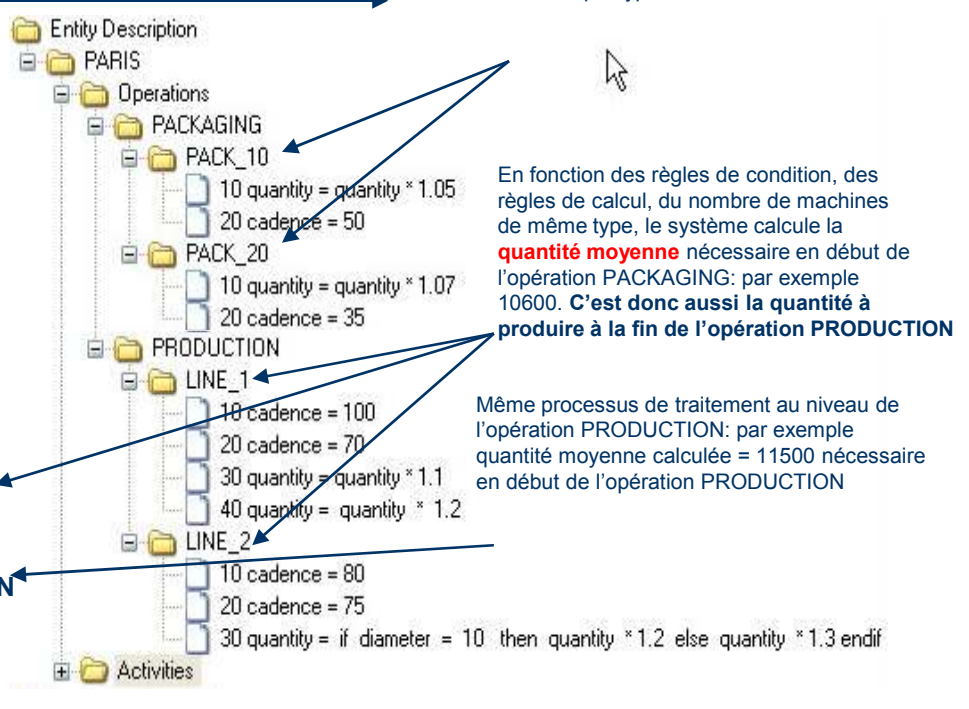 Entity Description
PARIS
Operations
PACKAGING
PACK_10
10 quantity = quantity * 1.05
20 cadence = 50
PACK_20
10 quantity = quantity * 1.07
20 cadence = 35
PRODUCTION
LINE_1
10 cadence = 100
20 cadence = 70
30 quantity = quantity * 1.1
40 quantity = quantity * 1.2
LINE_2
10 cadence = 80
20 cadence = 75
30 quantity = if diameter = 10 then quantity * 1.2 else quantity * 1.3 endif
Activities
En fonction des règles de condition, des
règles de calcul, du nombre de machines
de même type, le système calcule la
quantité moyenne nécessaire en début de
l'opération PACKAGING: par exemple
10600. C'est donc aussi la quantité à
produire à la fin de l'opération PRODUCTION
Même processus de traitement au niveau de
l'opération PRODUCTION: par exemple
quantité moyenne calculée = 11500 nécessaire
en début de l'opération PRODUCTION
N